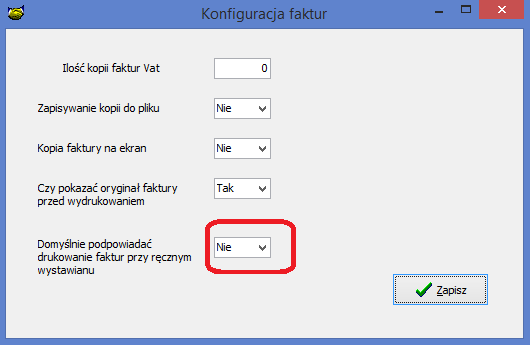 Konfiguracja faktur
Ilość kopii faktur Vat 0
Zapisywanie kopii do pliku Nie
Kopia faktury na ekran Nie
Czy pokazać oryginał faktury Tak
przed wydrukowaniem
Domyślnie podpowiadać Nie
drukowanie faktur przy ręcznym
wystawianu
Zapisz